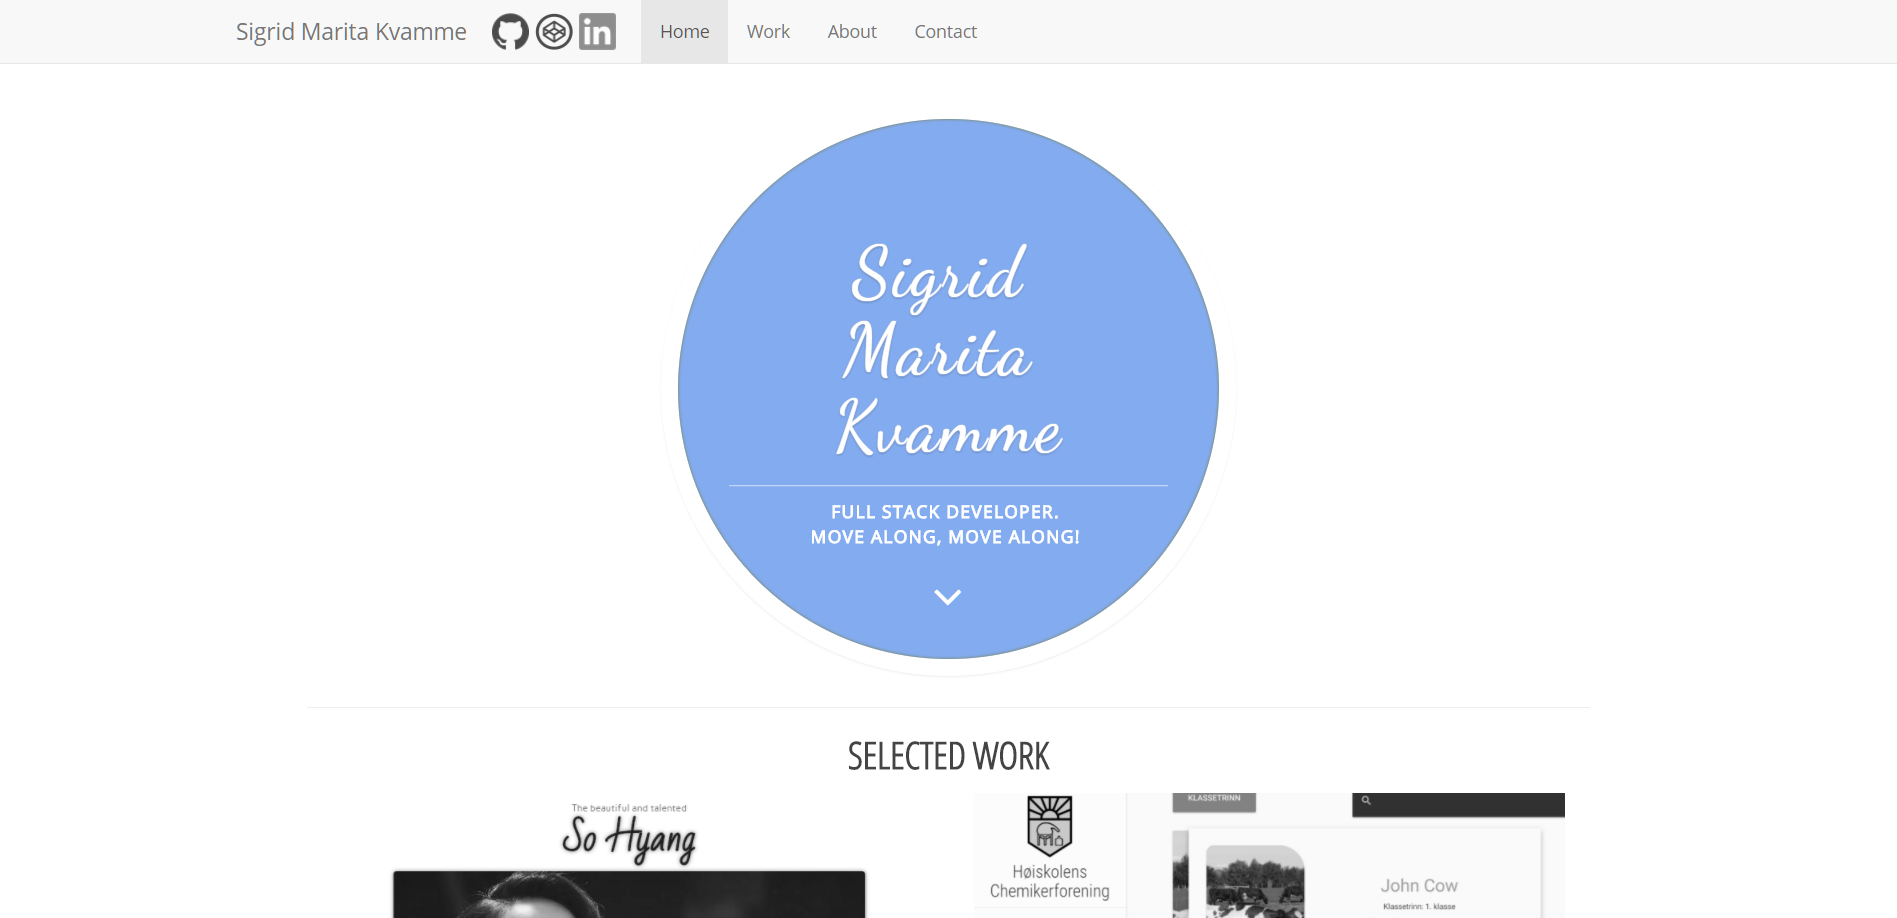 Sigrid Marita Kvamme
in
Home
Work
About
Contact
Sigrid
Marita
Kvamme
FULL STACK DEVELOPER.
MOVE ALONG, MOVE ALONG!
SELECTED WORK
The beautiful and talented
So Hyang
KLASSETRINN
Høiskolens
Chemikerforening
John Cow
Klassetrinn: 1. klasse